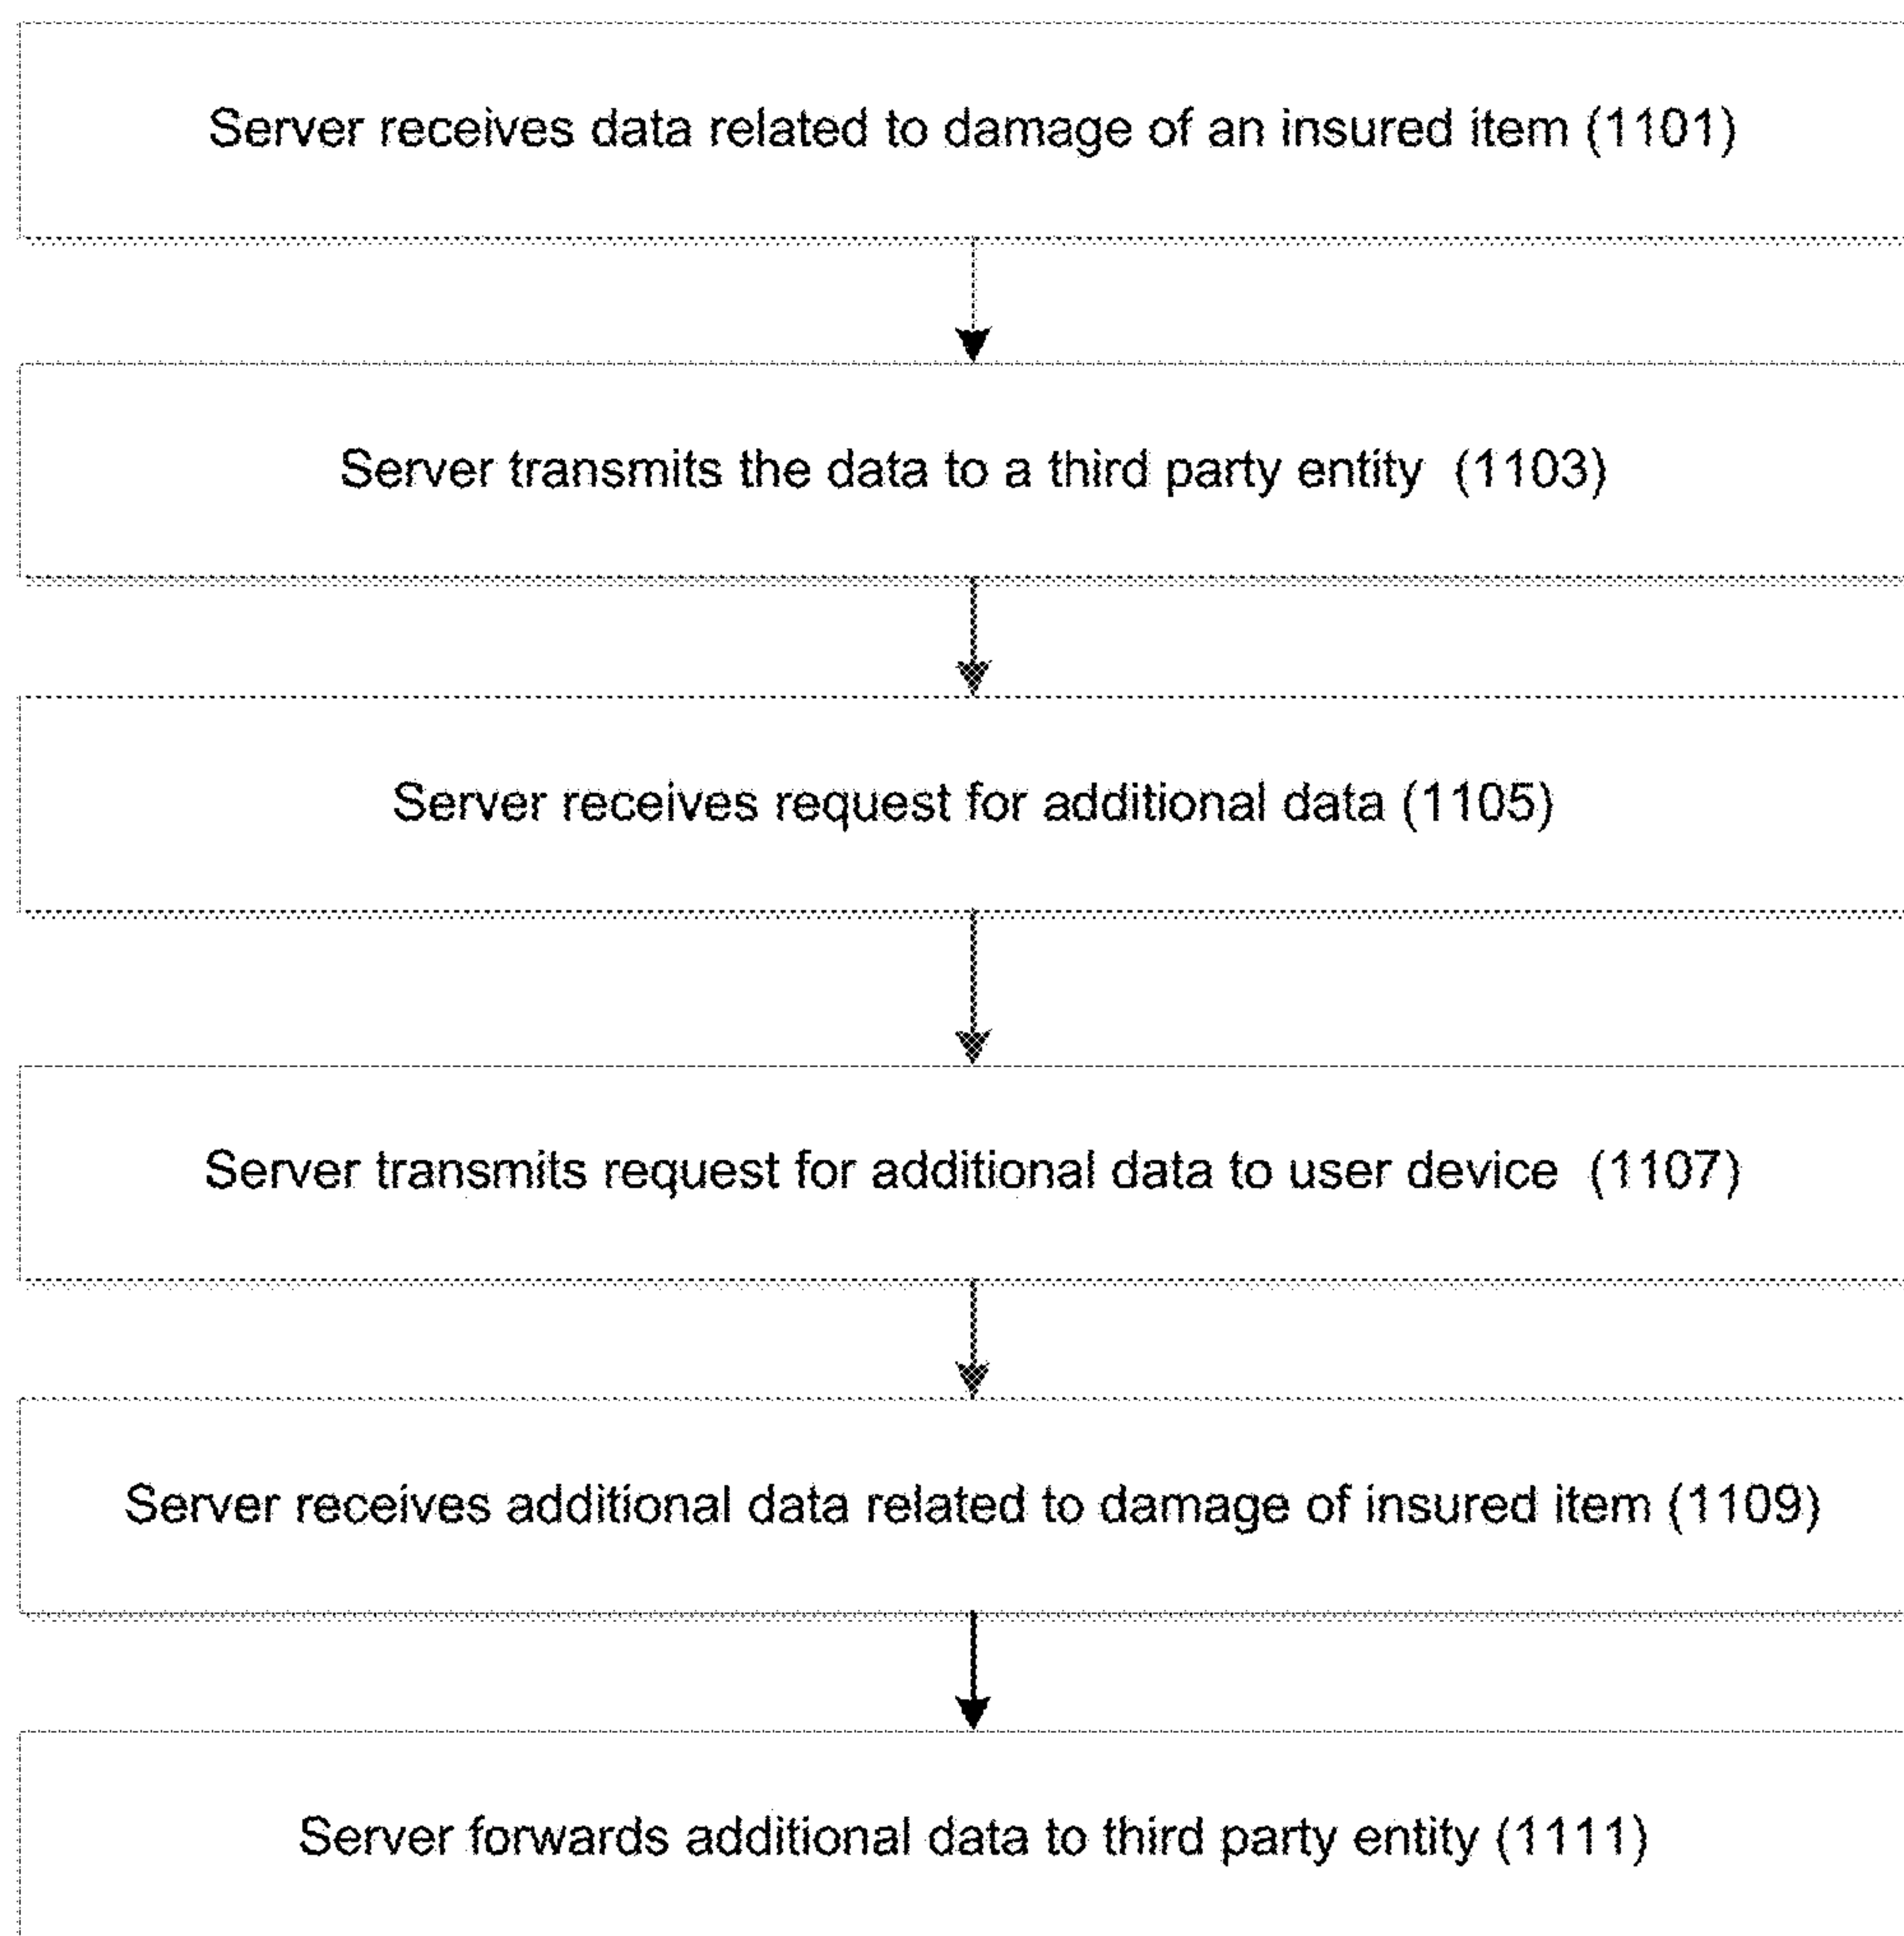 Server receives data related to damage of an insured item (1101)
Server transmits the data to a third party entity (1103)
Server receives request for additional data (1105)
Server transmits request for additional data to user device (1107)
Server receives additional data related to damage of insured item (1109)
Server forwards additional data to third party entity (1111)